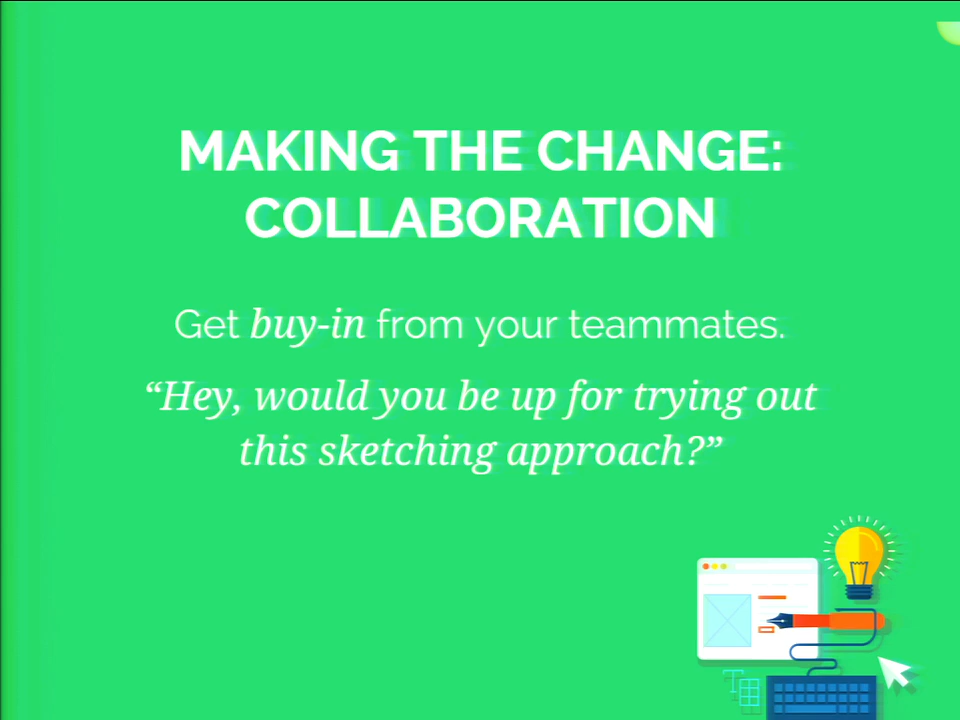 MAKING THE CHANGE:
COLLABORATION
Get buy-in from your teammates.
“Hey, would you be up for trying out
this sketching approach?”